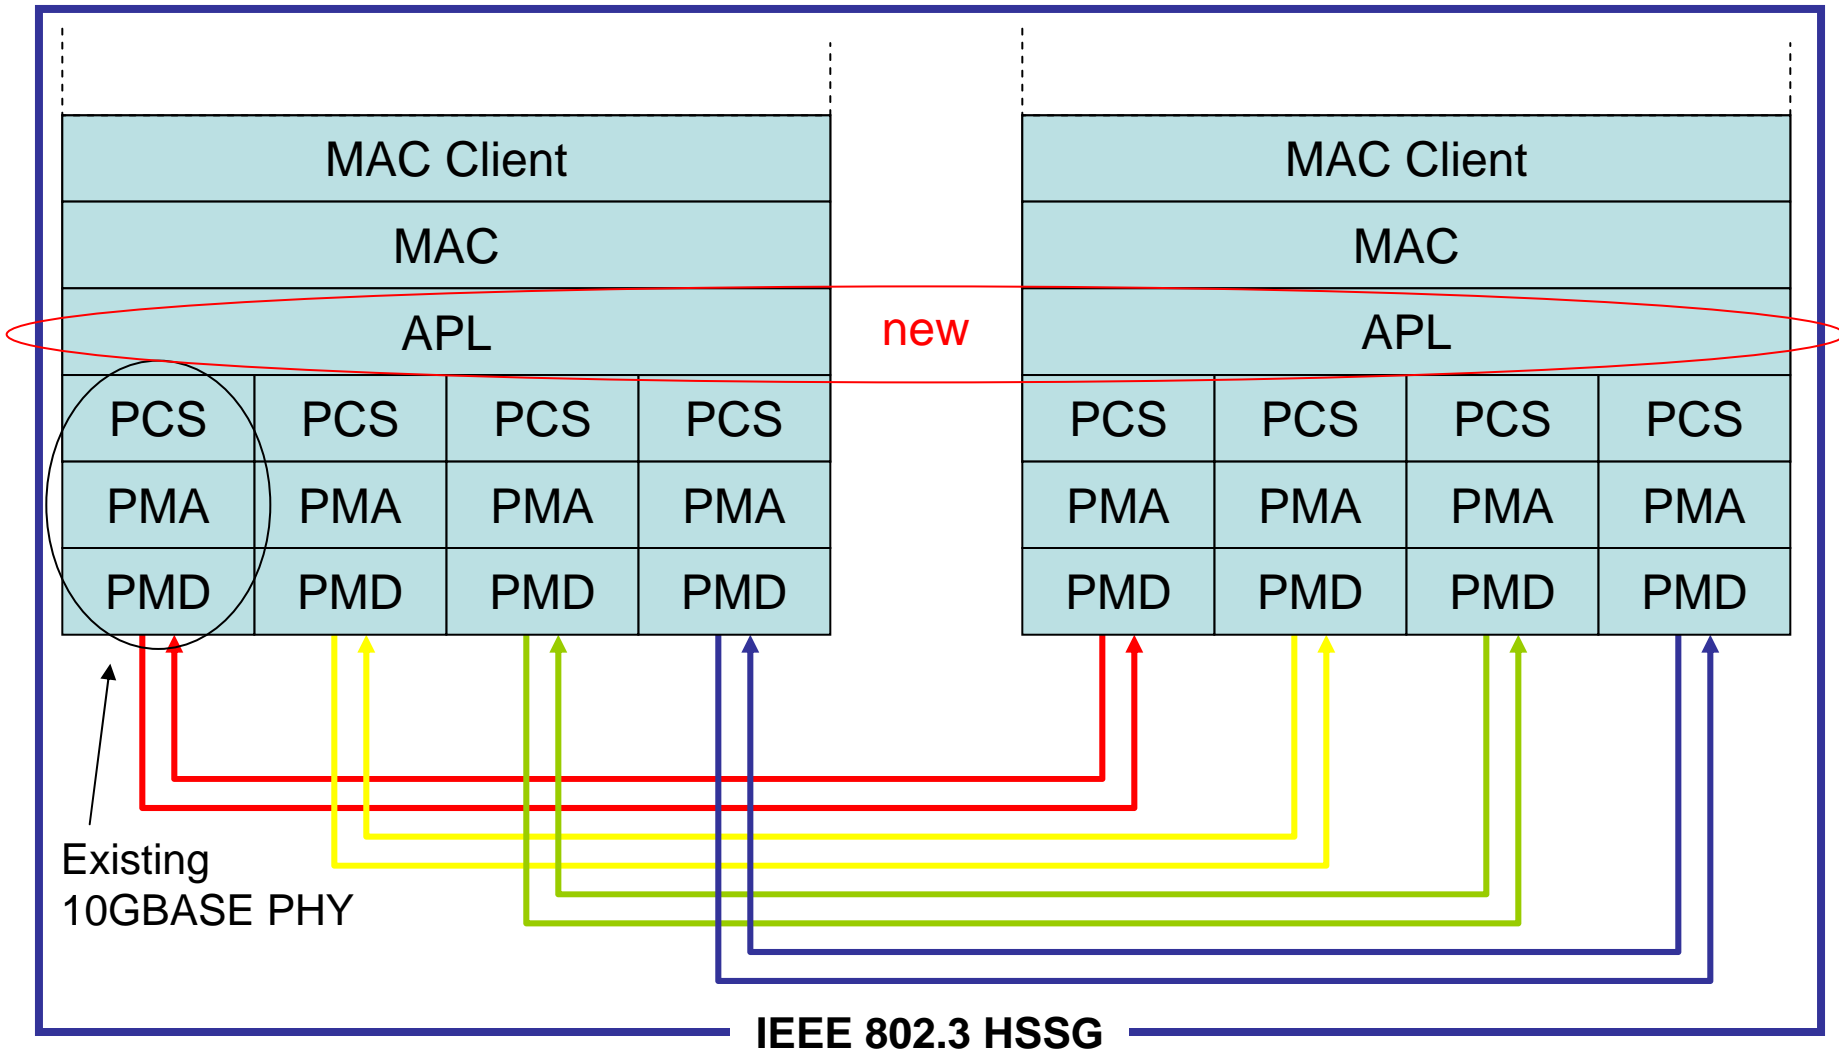 MAC Client MAC Client
MAC MAC
APL new APL
PCS PCS PCS PCS PCS PCS PCS PCS
PMA PMA PMA PMA PMA PMA PMA PMA
PMD PMD PMD PMD PMD PMD PMD PMD
Existing
10GBASE PHY
IEEE 802.3 HSSG